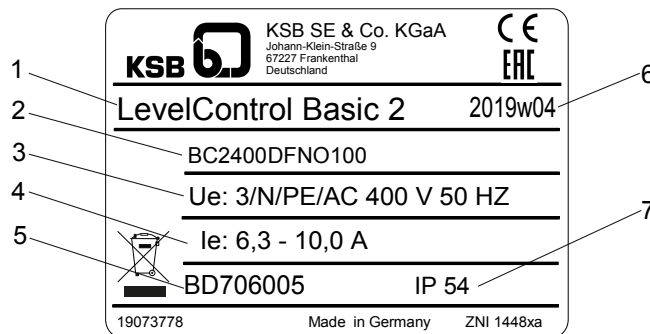 KSB
KSB SE & Co. KGaA
Johann-Klein-Straße 9
67227 Frankenthal
Deutschland
CE
EAC
1
LevelControl Basic 2
2019w04
6
2
BC2400DFNO100
3
Ue: 3/N/PE/AC 400 V 50 HZ
4
Ie: 6,3 - 10,0 A
7
5
BD706005
IP 54
19073778
Made in Germany
ZNI 1448xa